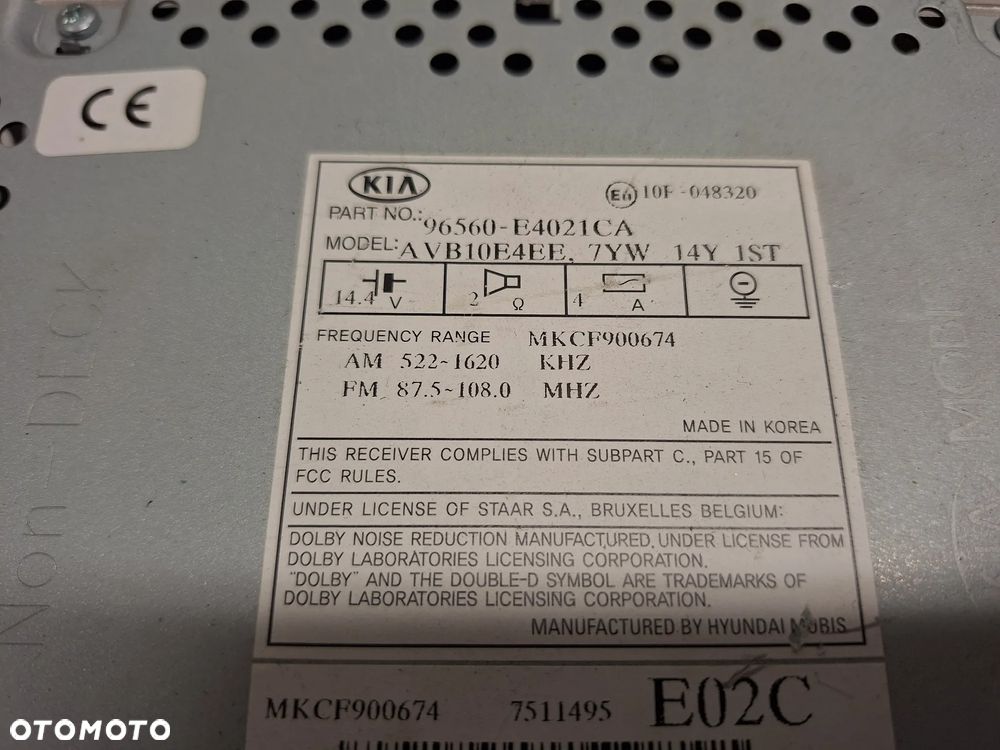 CE
KIA
E4 10F-048320
PART NO.: 96560-E4021CA
MODEL: AVB10E4EE, 7YW 14Y 1ST
14.4 V 2 Ω 4 A
FREQUENCY RANGE MKCF900674
AM 522~1620 KHZ
FM 87.5~108.0 MHZ
MADE IN KOREA
THIS RECEIVER COMPLIES WITH SUBPART C., PART 15 OF
FCC RULES.
UNDER LICENSE OF STAAR S.A., BRUXELLES BELGIUM:
DOLBY NOISE REDUCTION MANUFACTURED, UNDER LICENSE FROM
DOLBY LABORATORIES LICENSING CORPORATION.
"DOLBY" AND THE DOUBLE-D SYMBOL ARE TRADEMARKS OF
DOLBY LABORATORIES LICENSING CORPORATION.
MANUFACTURED BY HYUNDAI MOBIS
MKCF900674 7511495 E02C
Non-DECK
OTOMOTO